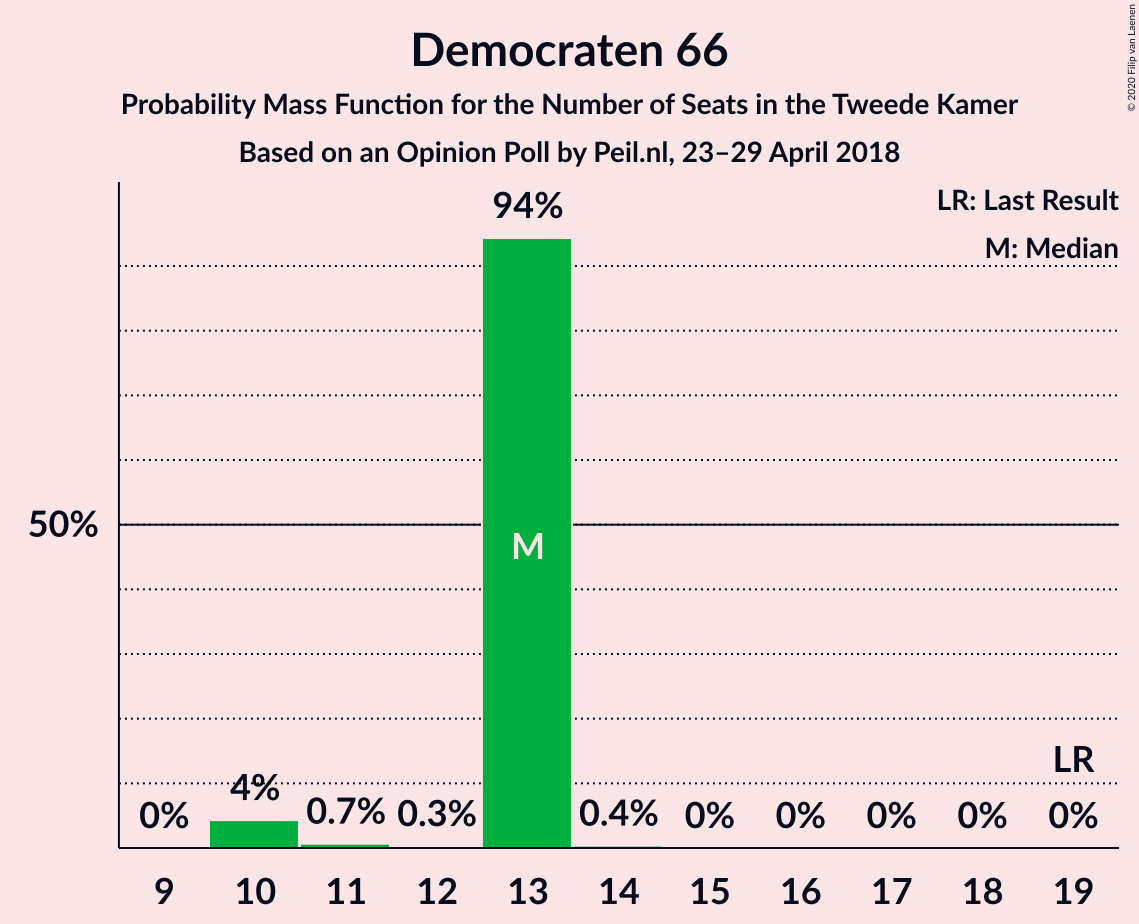 Democraten 66
Probability Mass Function for the Number of Seats in the Tweede Kamer
Based on an Opinion Poll by Peil.nl, 23–29 April 2018
© 2020 Filip van Laenen
LR: Last Result
M: Median
94%
50%
M
LR
0%
4%
0.7%
0.3%
0.4%
0%
0%
0%
0%
0%
9 10 11 12 13 14 15 16 17 18 19